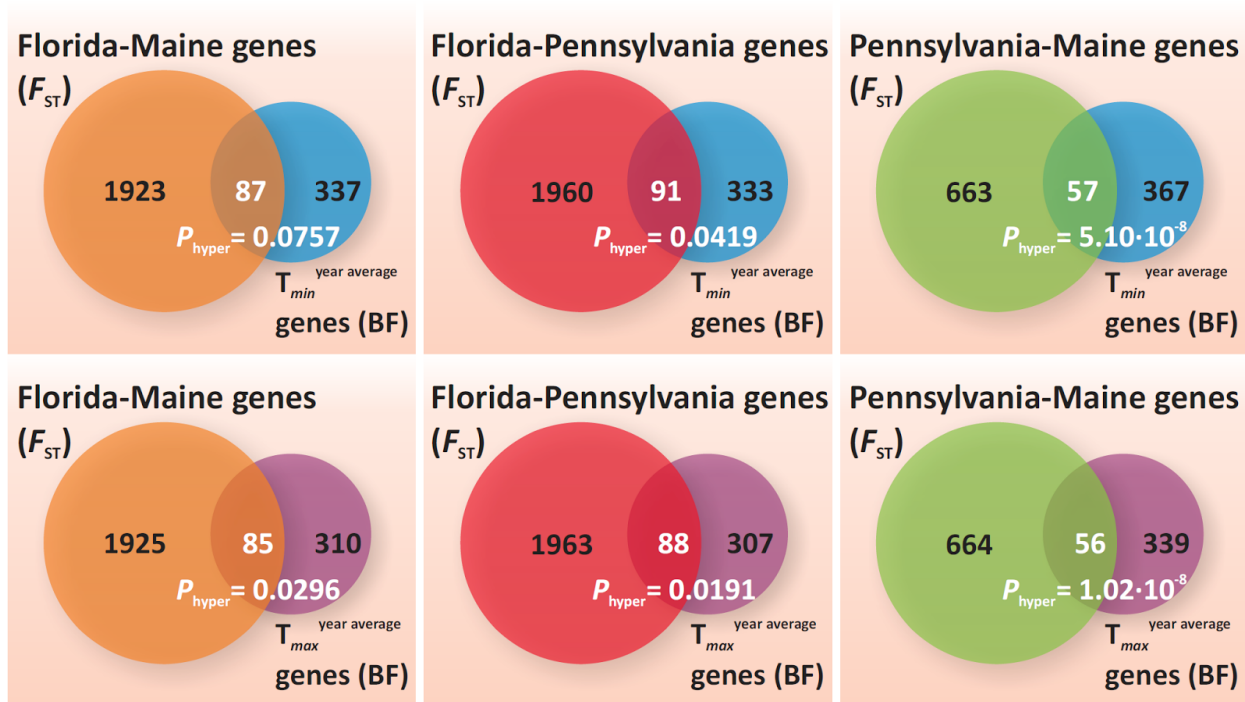 Florida-Maine genes
(FST)
1923 87 337
Phyper= 0.0757
Tmin year average
genes (BF)
Florida-Pennsylvania genes
(FST)
1960 91 333
Phyper= 0.0419
Tmin year average
genes (BF)
Pennsylvania-Maine genes
(FST)
663 57 367
Phyper= 5.10·10-8
Tmin year average
genes (BF)
Florida-Maine genes
(FST)
1925 85 310
Phyper= 0.0296
Tmax year average
genes (BF)
Florida-Pennsylvania genes
(FST)
1963 88 307
Phyper= 0.0191
Tmax year average
genes (BF)
Pennsylvania-Maine genes
(FST)
664 56 339
Phyper= 1.02·10-8
Tmax year average
genes (BF)